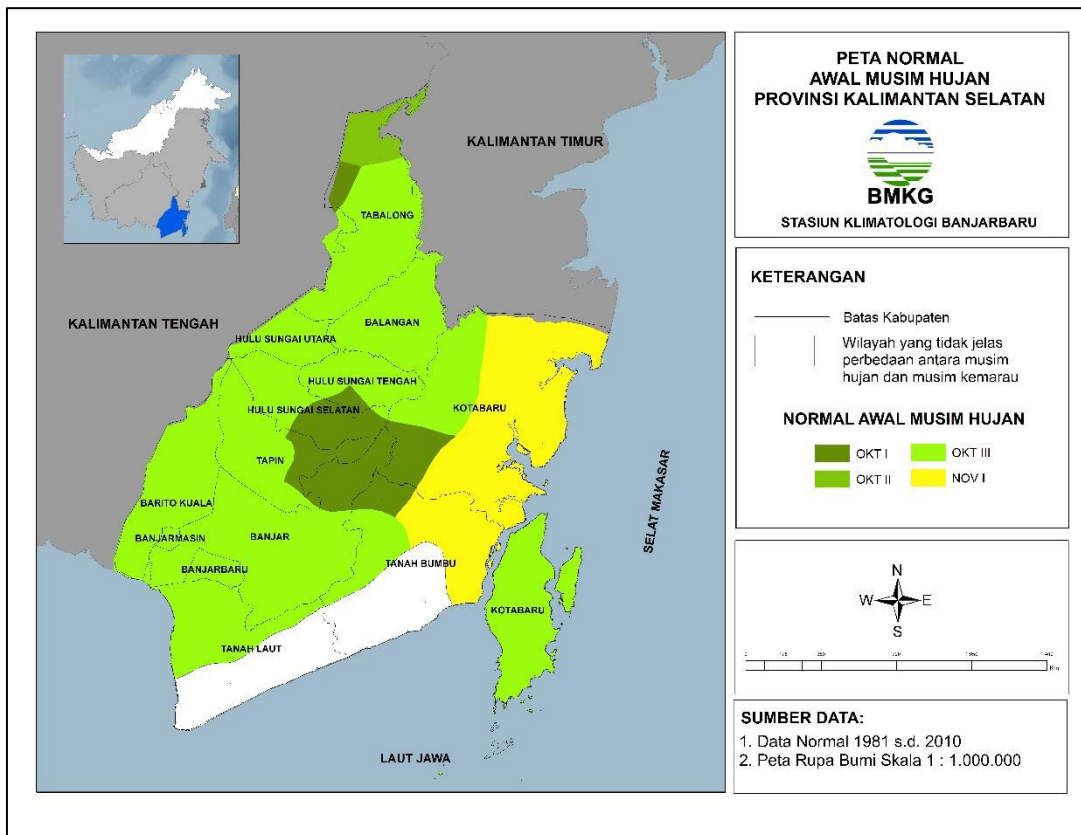 PETA NORMAL
AWAL MUSIM HUJAN
PROVINSI KALIMANTAN SELATAN
BMKG
STASIUN KLIMATOLOGI BANJARBARU
KALIMANTAN TIMUR
TABALONG
KALIMANTAN TENGAH
BALANGAN
HULU SUNGAI UTARA
HULU SUNGAI TENGAH
HULU SUNGAI SELATAN
KOTABARU
TAPIN
BARITO KUALA
BANJARMASIN
BANJAR
BANJARBARU
TANAH BUMBU
KOTABARU
TANAH LAUT
SELAT MAKASAR
LAUT JAWA
KETERANGAN
Batas Kabupaten
Wilayah yang tidak jelas
perbedaan antara musim
hujan dan musim kemarau
NORMAL AWAL MUSIM HUJAN
OKT I
OKT III
OKT II
NOV I
N
W
E
S
Km
SUMBER DATA:
1. Data Normal 1981 s.d. 2010
2. Peta Rupa Bumi Skala 1 : 1.000.000